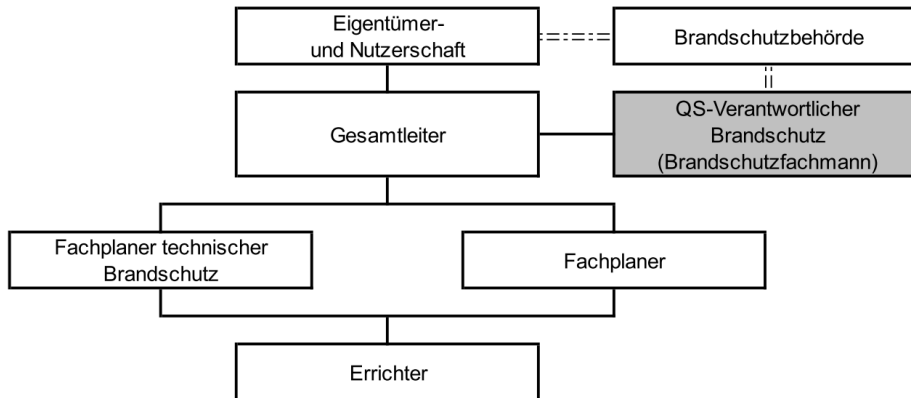 Eigentümer-
und Nutzerschaft
Brandschutzbehörde
Gesamtleiter
QS-Verantwortlicher
Brandschutz
(Brandschutzfachmann)
Fachplaner technischer
Brandschutz
Fachplaner
Errichter